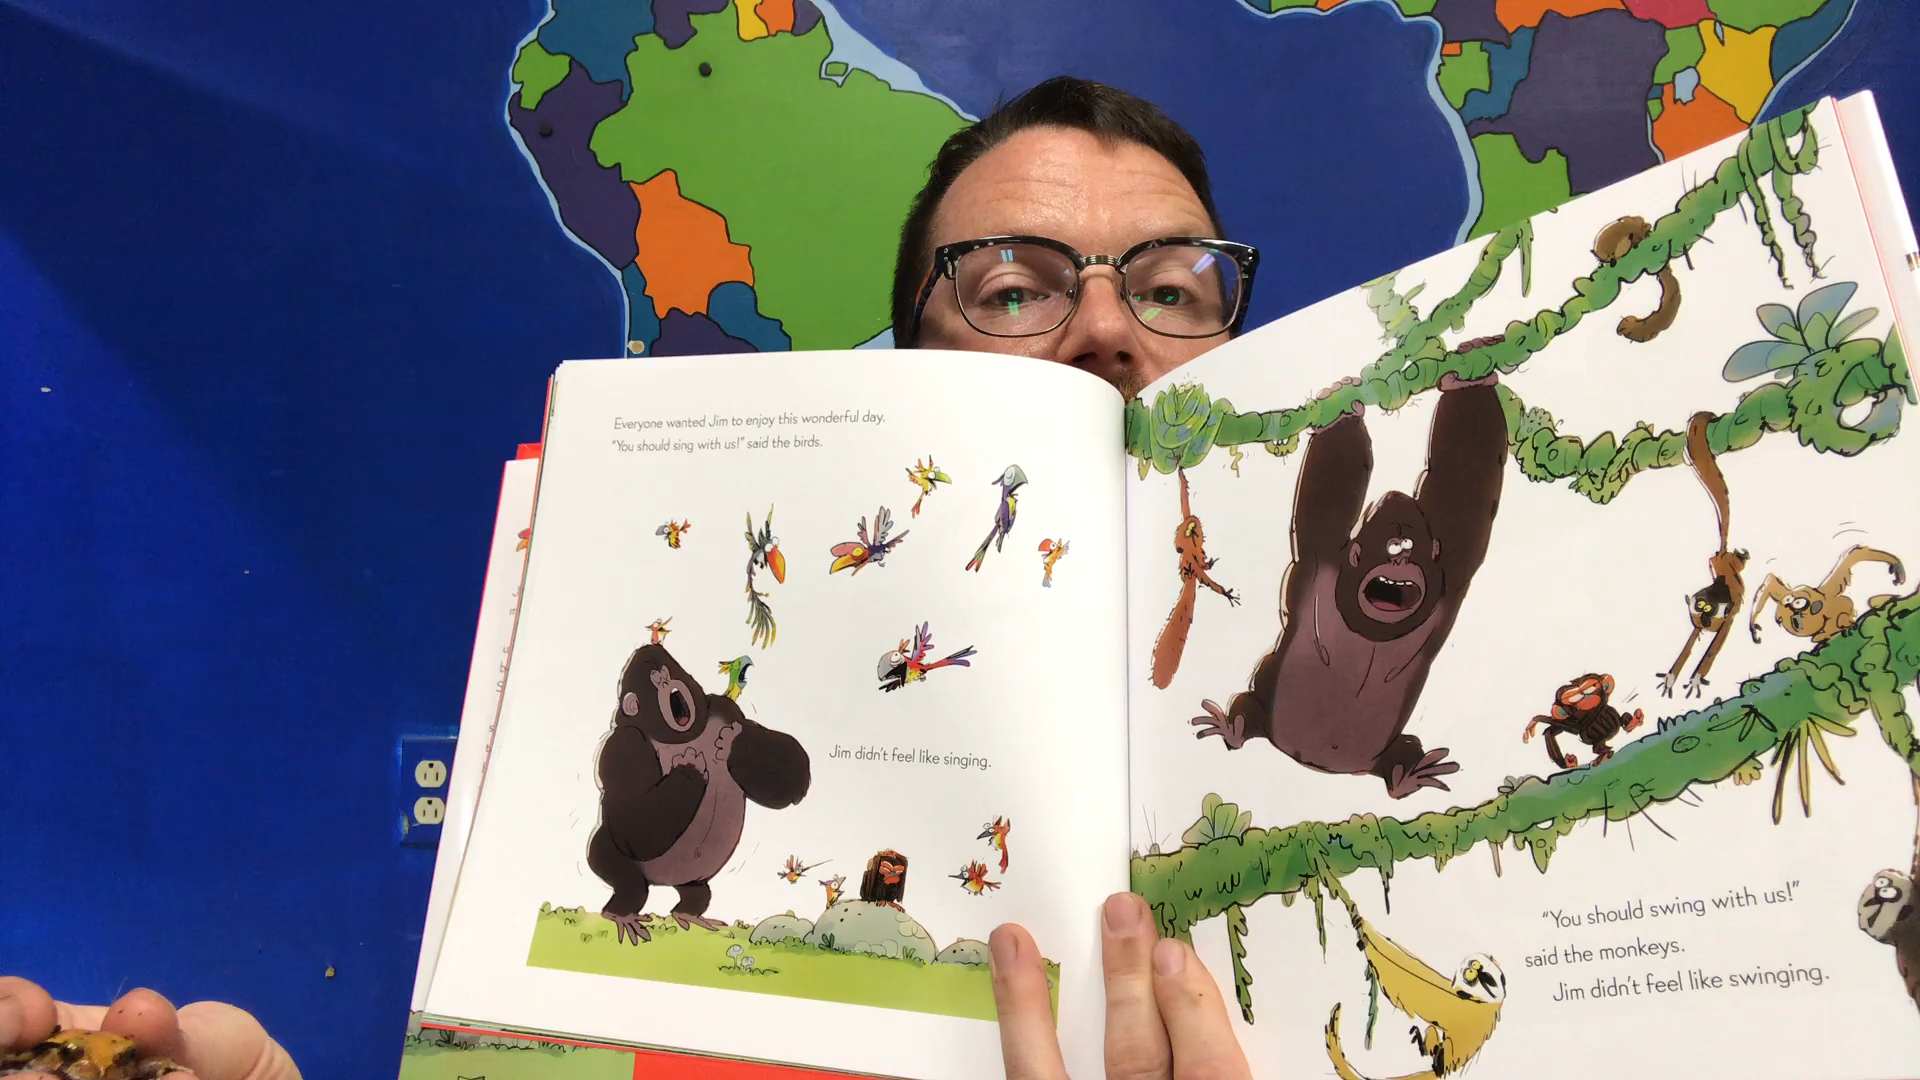 Everyone wanted Jim to enjoy this wonderful day.
"You should sing with us!" said the birds.
Jim didn't feel like singing.
"You should swing with us!"
said the monkeys.
Jim didn't feel like swinging.